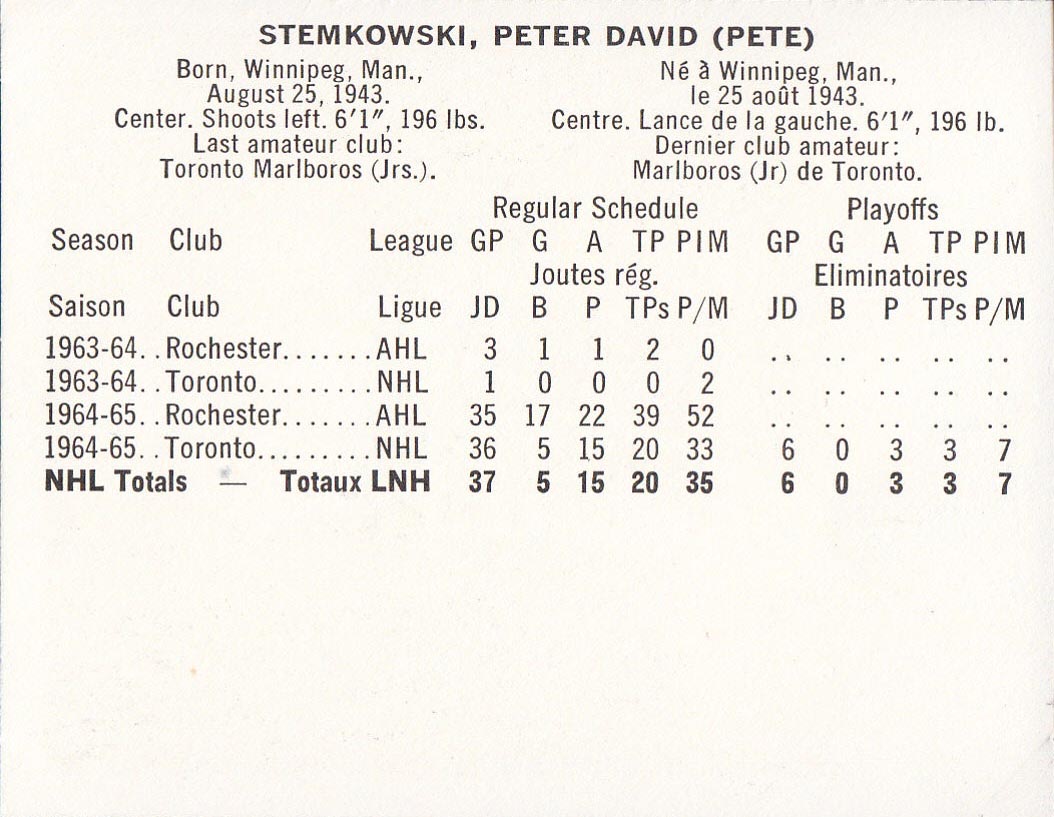 STEMKOWSKI, PETER DAVID (PETE)
Born, Winnipeg, Man.,
August 25, 1943.
Center. Shoots left. 6'1", 196 lbs.
Last amateur club:
Toronto Marlboros (Jrs.).
Né à Winnipeg, Man.,
le 25 août 1943.
Centre. Lance de la gauche. 6'1", 196 lb.
Dernier club amateur:
Marlboros (Jr) de Toronto.
Regular Schedule Playoffs
Season Club League GP G A TP PIM GP G A TP PIM
Joutes rég. Eliminatoires
Saison Club Ligue JD B P TPs P/M JD B P TPs P/M
1963-64. . Rochester. . . . . . . AHL 3 1 1 2 0 . . . . . . . . . .
1963-64. . Toronto. . . . . . . . . NHL 1 0 0 0 2 . . . . . . . . . .
1964-65. . Rochester. . . . . . . AHL 35 17 22 39 52 . . . . . . . . . .
1964-65. . Toronto. . . . . . . . . NHL 36 5 15 20 33 6 0 3 3 7
NHL Totals — Totaux LNH 37 5 15 20 35 6 0 3 3 7